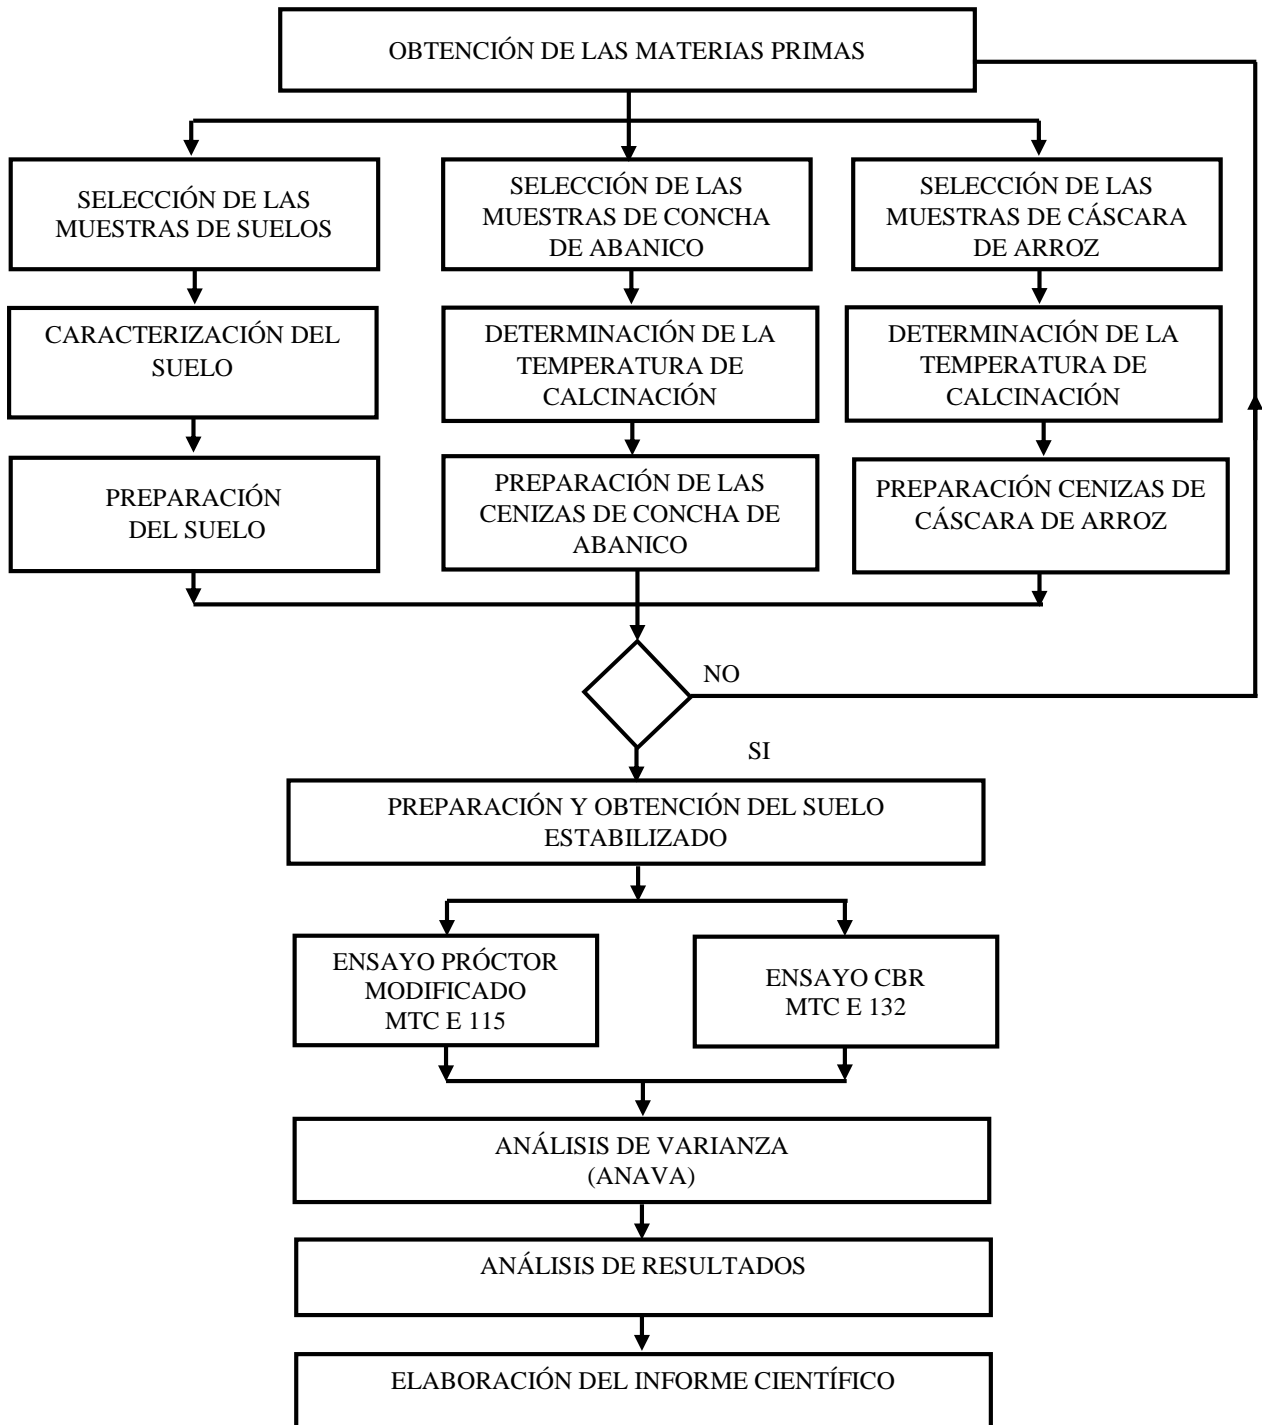 OBTENCIÓN DE LAS MATERIAS PRIMAS
SELECCIÓN DE LAS
MUESTRAS DE SUELOS
SELECCIÓN DE LAS
MUESTRAS DE CONCHA
DE ABANICO
SELECCIÓN DE LAS
MUESTRAS DE CÁSCARA
DE ARROZ
CARACTERIZACIÓN DEL
SUELO
DETERMINACIÓN DE LA
TEMPERATURA DE
CALCINACIÓN
DETERMINACIÓN DE LA
TEMPERATURA DE
CALCINACIÓN
PREPARACIÓN
DEL SUELO
PREPARACIÓN DE LAS
CENIZAS DE CONCHA DE
ABANICO
PREPARACIÓN CENIZAS DE
CÁSCARA DE ARROZ
NO
SI
PREPARACIÓN Y OBTENCIÓN DEL SUELO
ESTABILIZADO
ENSAYO PRÓCTOR
MODIFICADO
MTC E 115
ENSAYO CBR
MTC E 132
ANÁLISIS DE VARIANZA
(ANAVA)
ANÁLISIS DE RESULTADOS
ELABORACIÓN DEL INFORME CIENTÍFICO